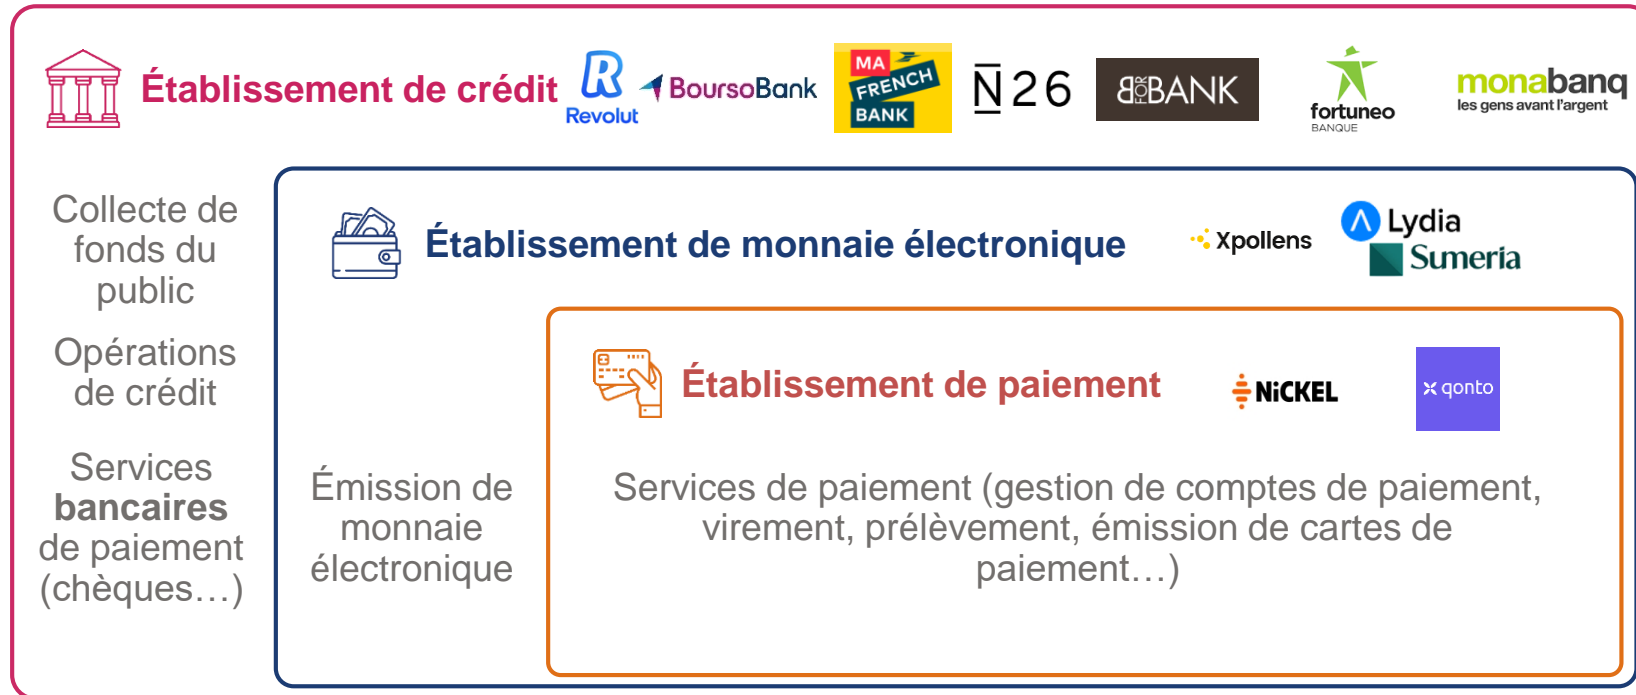 Établissement de crédit
R
Revolut
BoursoBank
MA
FRENCH
BANK
N26
BFORBANK
fortuneo
BANQUE
monabanq
les gens avant l'argent
Collecte de
fonds du
public
Opérations
de crédit
Services
bancaires
de paiement
(chèques…)
Établissement de monnaie électronique
Xpollens
Lydia
Sumeria
Émission de
monnaie
électronique
Établissement de paiement
NiCKEL
qonto
Services de paiement (gestion de comptes de paiement,
virement, prélèvement, émission de cartes de
paiement…)